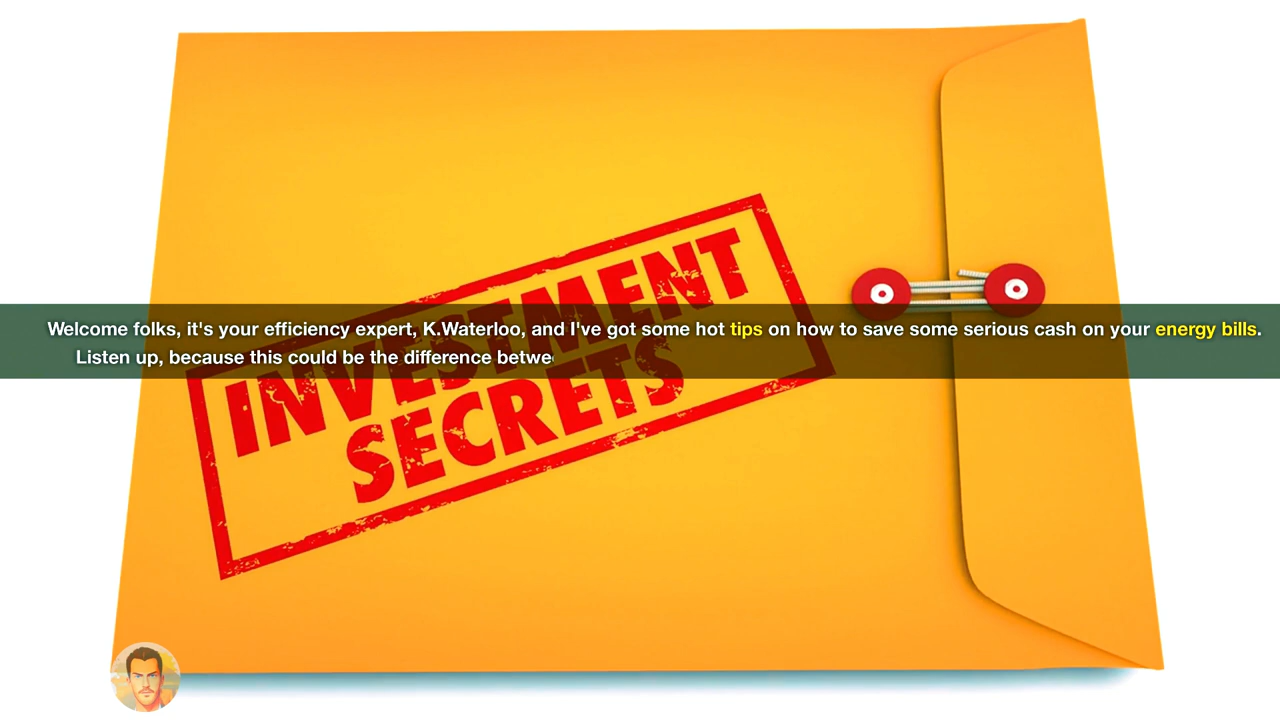 Welcome folks, it's your efficiency expert, K.Waterloo, and I've got some hot tips on how to save some serious cash on your energy bills.
Listen up, because this could be the difference betwe
INVESTMENT
SECRETS